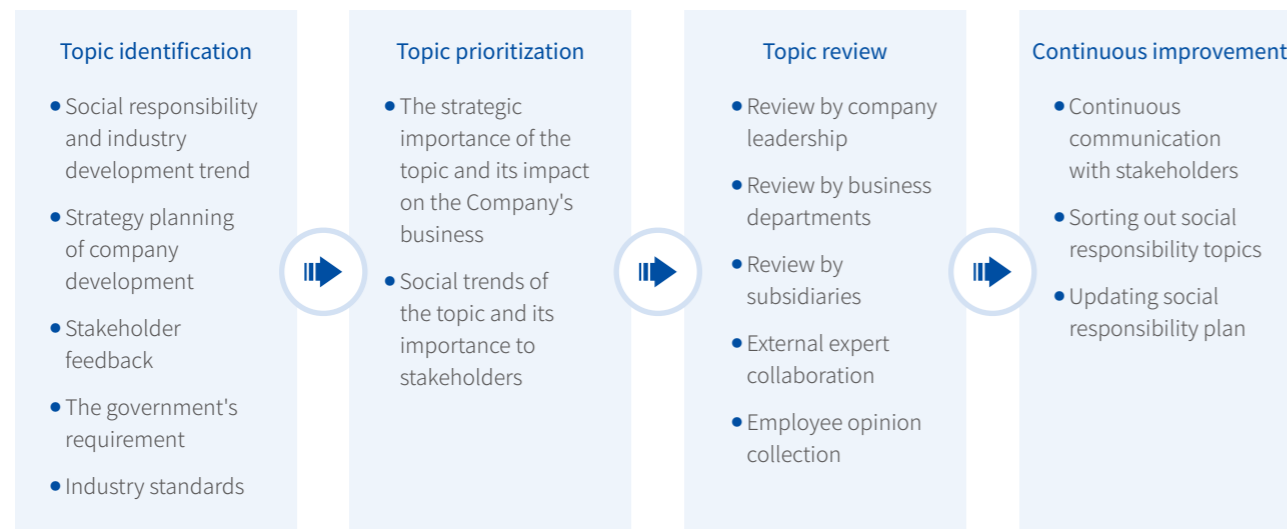 Topic identification
• Social responsibility
and industry
development trend
• Strategy planning
of company
development
• Stakeholder
feedback
• The government's
requirement
• Industry standards
Topic prioritization
• The strategic
importance of the
topic and its impact
on the Company's
business
• Social trends of
the topic and its
importance to
stakeholders
Topic review
• Review by company
leadership
• Review by business
departments
• Review by
subsidiaries
• External expert
collaboration
• Employee opinion
collection
Continuous improvement
• Continuous
communication
with stakeholders
• Sorting out social
responsibility topics
• Updating social
responsibility plan